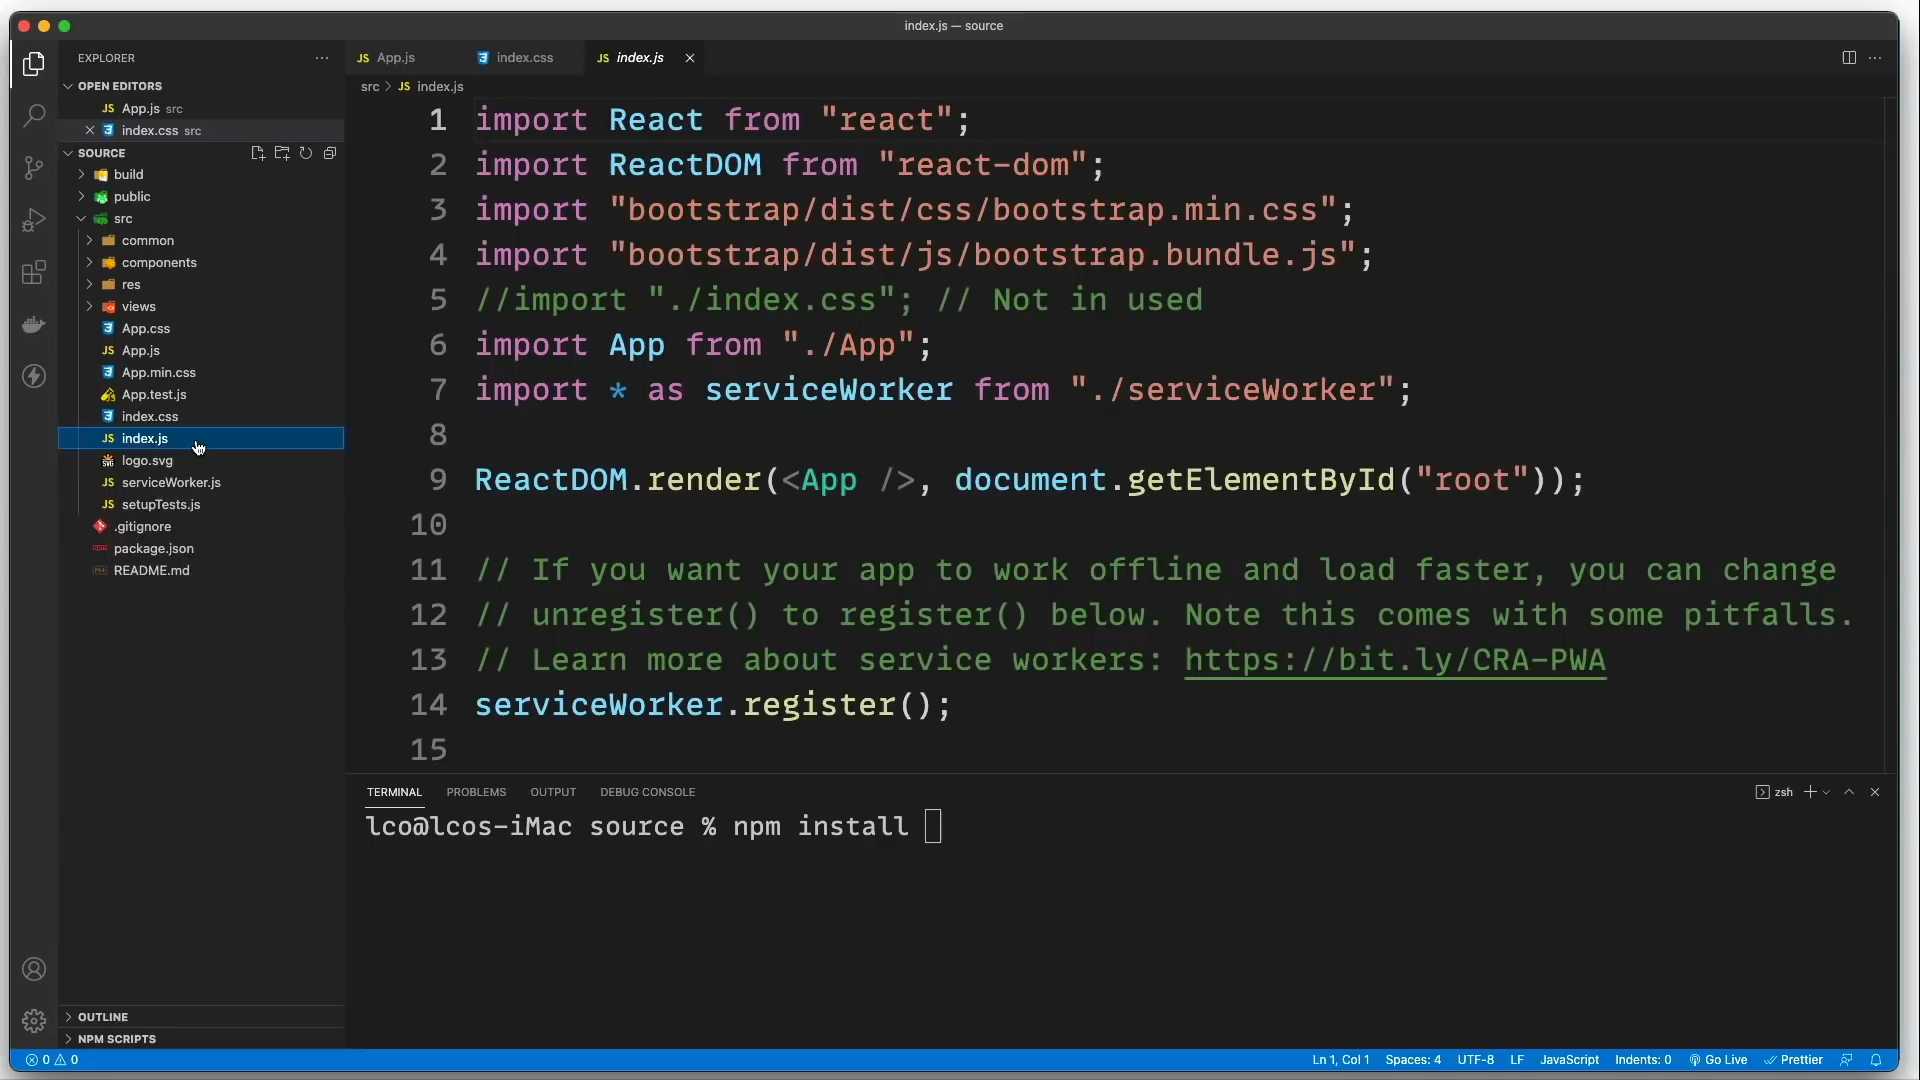 index.js — source
EXPLORER
OPEN EDITORS
App.js src
index.css src
SOURCE
build
public
src
common
components
res
views
App.css
App.js
App.min.css
App.test.js
index.css
index.js
logo.svg
serviceWorker.js
setupTests.js
.gitignore
package.json
README.md
OUTLINE
NPM SCRIPTS
JS App.js
index.css
JS index.js
src > JS index.js
1 import React from "react";
2 import ReactDOM from "react-dom";
3 import "bootstrap/dist/css/bootstrap.min.css";
4 import "bootstrap/dist/js/bootstrap.bundle.js";
5 //import "./index.css"; // Not in used
6 import App from "./App";
7 import * as serviceWorker from "./serviceWorker";
8
9 ReactDOM.render(<App />, document.getElementById("root"));
10
11 // If you want your app to work offline and load faster, you can change
12 // unregister() to register() below. Note this comes with some pitfalls.
13 // Learn more about service workers: https://bit.ly/CRA-PWA
14 serviceWorker.register();
15
TERMINAL PROBLEMS OUTPUT DEBUG CONSOLE
zsh
lco@lcos-iMac source % npm install
0 0
Ln 1, Col 1 Spaces: 4 UTF-8 LF JavaScript Indents: 0 Go Live Prettier